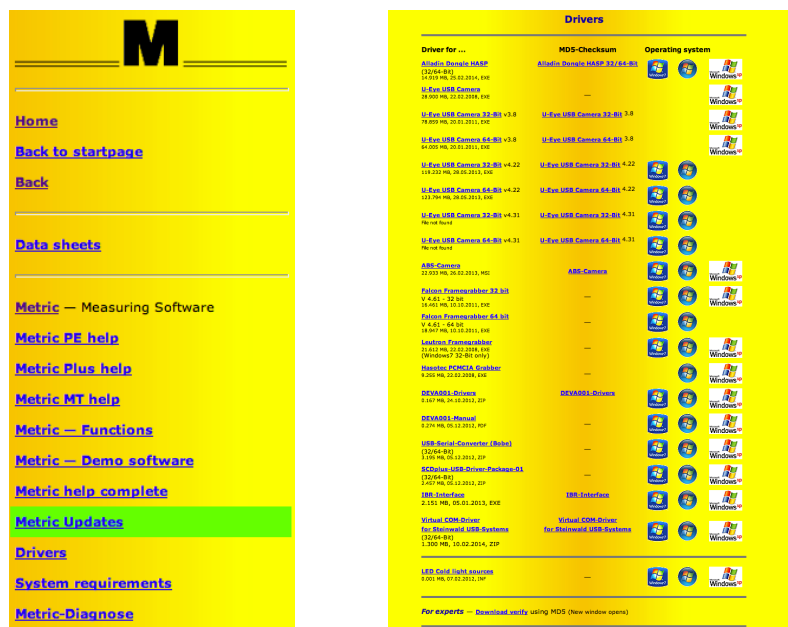 M
Home
Back to startpage
Back
Data sheets
Metric — Measuring Software
Metric PE help
Metric Plus help
Metric MT help
Metric — Functions
Metric — Demo software
Metric help complete
Metric Updates
Drivers
System requirements
Metric-Diagnose
Drivers
Driver for ... MD5-Checksum Operating system
Alladin Dongle HASP Alladin Dongle HASP 32/64-Bit
(32/64-Bit)
14.919 MB, 25.02.2014, EXE
U-Eye USB Camera —
28.900 MB, 22.02.2008, EXE
U-Eye USB Camera 32-Bit v3.8 U-Eye USB Camera 32-Bit 3.8
78.859 MB, 20.01.2011, EXE
U-Eye USB Camera 64-Bit v3.8 U-Eye USB Camera 64-Bit 3.8
64.005 MB, 20.01.2011, EXE
U-Eye USB Camera 32-Bit v4.22 U-Eye USB Camera 32-Bit 4.22
119.232 MB, 28.05.2013, EXE
U-Eye USB Camera 64-Bit v4.22 U-Eye USB Camera 64-Bit 4.22
133.794 MB, 28.05.2013, EXE
U-Eye USB Camera 32-Bit v4.31 U-Eye USB Camera 32-Bit 4.31
File not found
U-Eye USB Camera 64-Bit v4.31 U-Eye USB Camera 64-Bit 4.31
File not found
ABS-Camera ABS-Camera
22.933 MB, 26.02.2013, MSI
Falcon Framegrabber 32 bit —
V 4.61 - 32 bit
16.461 MB, 10.10.2011, EXE
Falcon Framegrabber 64 bit —
V 4.61 - 64 bit
18.947 MB, 10.10.2011, EXE
Leutron Framegrabber —
21.612 MB, 22.02.2008, EXE
(Windows7 32-Bit only)
Hasotec PCMCIA Grabber —
9.255 MB, 22.02.2008, EXE
DEVA001-Drivers DEVA001-Drivers
0.167 MB, 24.10.2012, ZIP
DEVA001-Manual —
0.274 MB, 05.12.2012, PDF
USB-Serial-Converter (Bobe) —
(32/64-Bit)
3.195 MB, 05.12.2012, ZIP
SCDplus-USB-Driver-Package-01 —
(32/64-Bit)
2.457 MB, 05.12.2012, ZIP
IBR-Interface IBR-Interface
2.151 MB, 05.01.2013, EXE
Virtual COM-Driver Virtual COM-Driver
for Steinwald USB-Systems for Steinwald USB-Systems
(32/64-Bit)
1.300 MB, 10.02.2014, ZIP
LED Cold light sources —
0.001 MB, 07.02.2012, INF
For experts — Download verify using MD5 (New window opens)